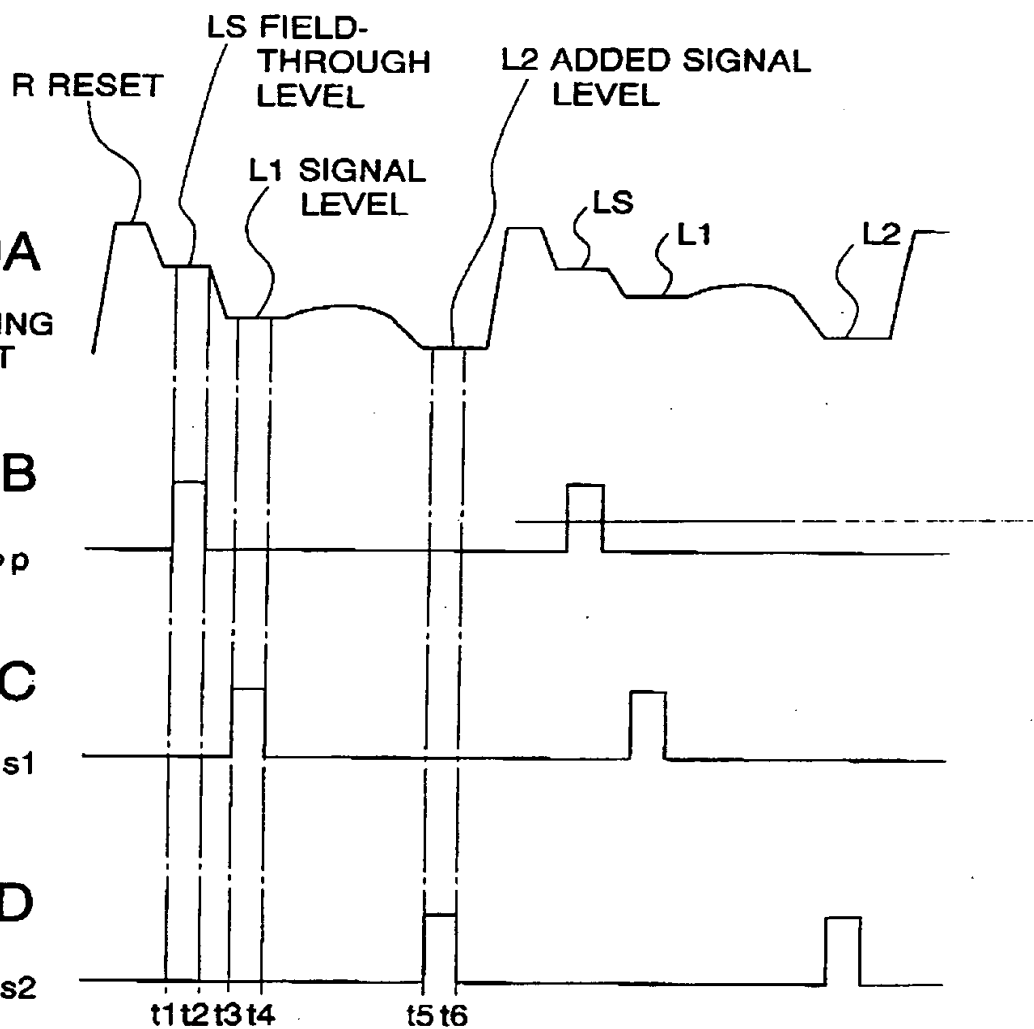 LS FIELD-
THROUGH
LEVEL
R RESET
L2 ADDED SIGNAL
LEVEL
L1 SIGNAL
LEVEL
LS
L1
L2
A
ING
T
B
p
C
s1
D
s2
t1 t2 t3 t4 t5 t6